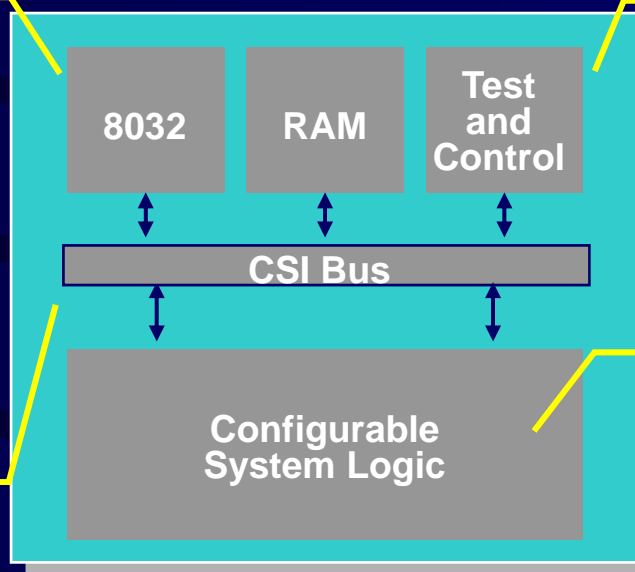 8032
RAM
Test
and
Control
CSI Bus
Configurable
System Logic